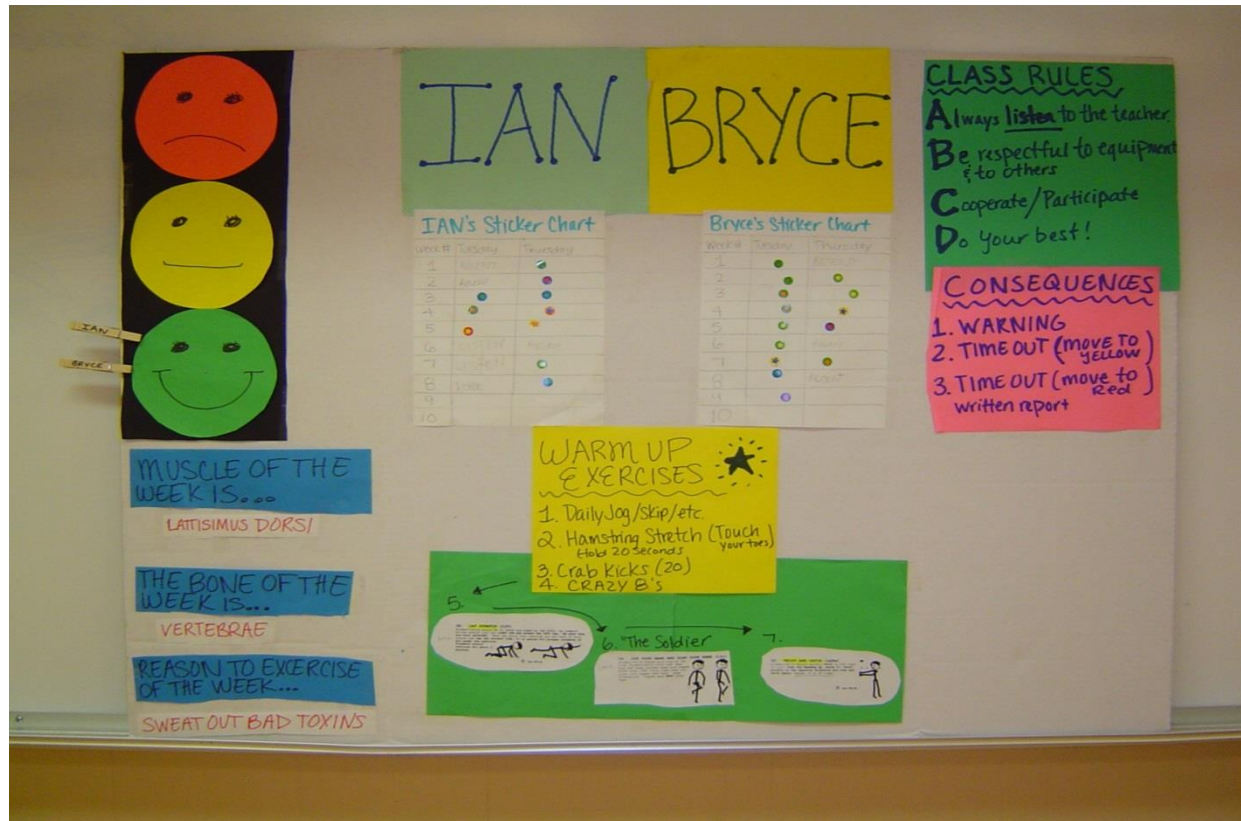 IAN
BRYCE
IAN
BRYCE
IAN's Sticker Chart
Week# Tuesday Thursday
1
2
3
4
5
6
7
8
9
10
Bryce's Sticker Chart
Week# Tuesday Thursday
1
2
3
4
5
6
7
8
9
10
CLASS RULES
Always listen to the teacher.
Be respectful to equipment
& to others
Cooperate/Participate
Do your best!
CONSEQUENCES
1. WARNING
2. TIME OUT (move TO
YELLOW)
3. TIME OUT (move to
Red)
written report
MUSCLE OF THE
WEEK IS...
LATTISIMUS DORSI
THE BONE OF THE
WEEK IS...
VERTEBRAE
REASON TO EXCERCISE
OF THE WEEK...
SWEAT OUT BAD TOXINS
WARM UP
EXERCISES
1. Daily Jog/Skip/etc.
2. Hamstring Stretch (Touch
your toes)
Hold 20 seconds
3. Crab Kicks (20)
4. CRAZY 8's
5.
6. "The Soldier"
7.